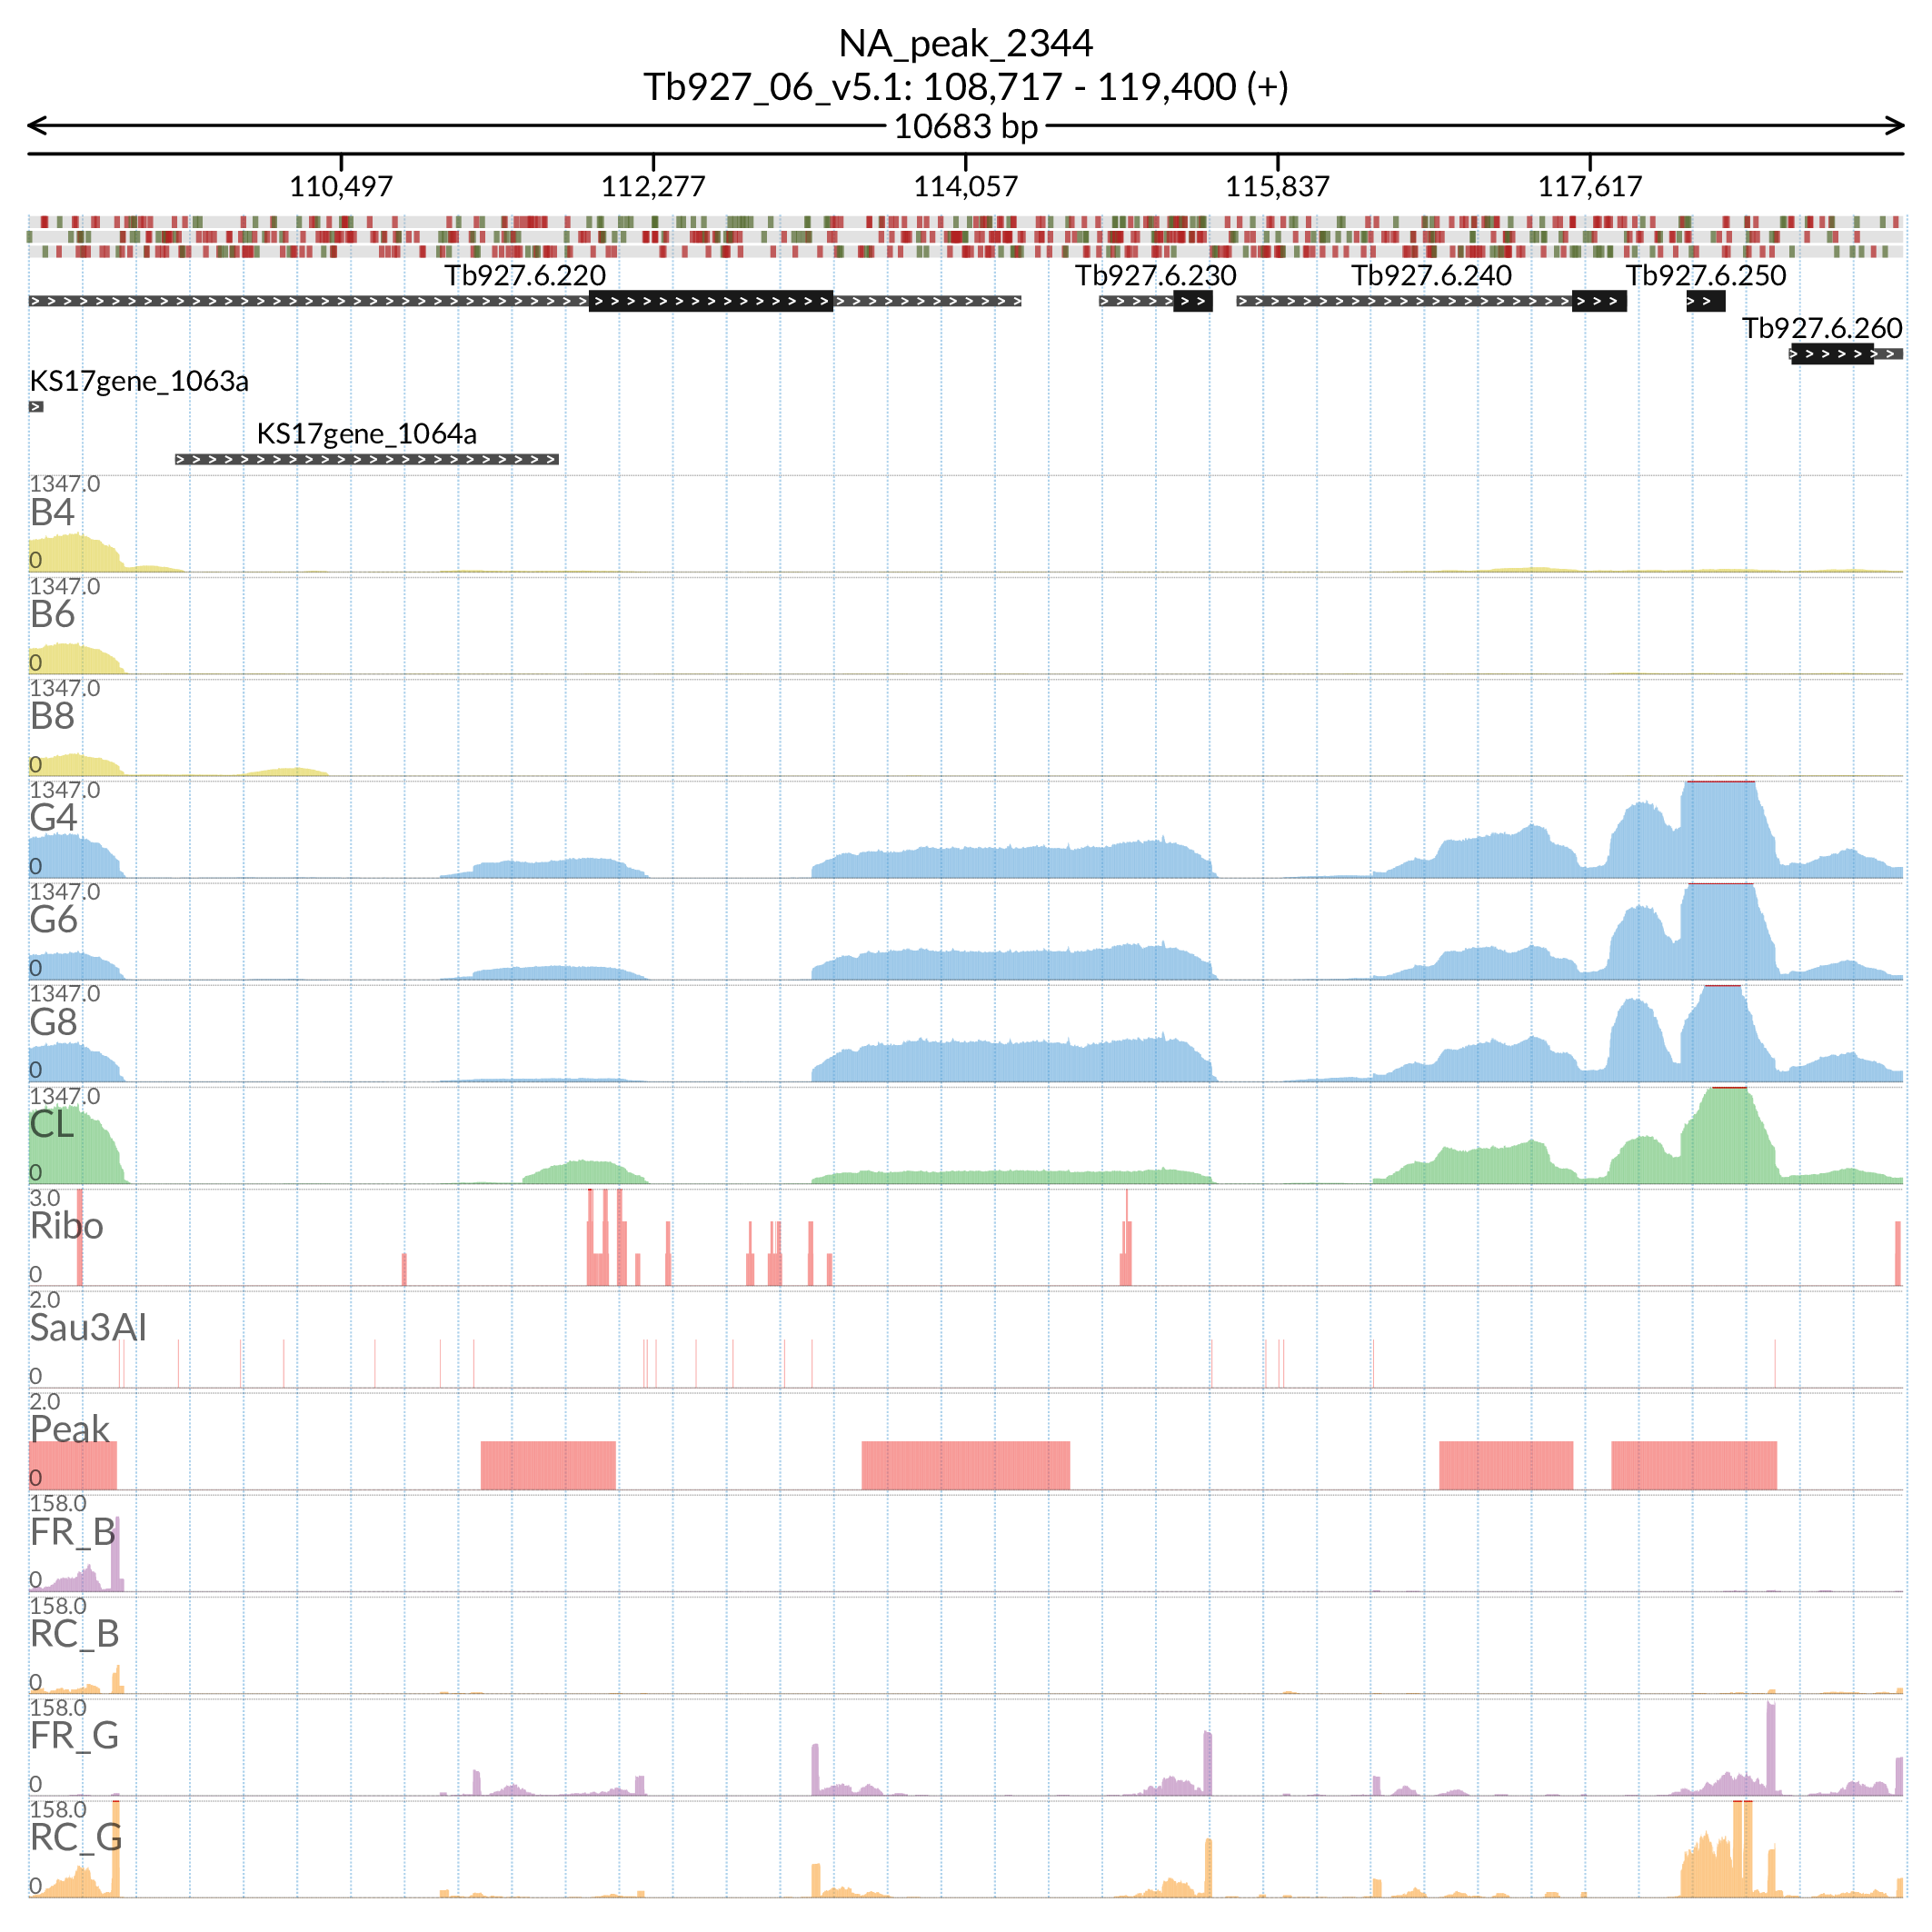 NA_peak_2344
Tb927_06_v5.1: 108,717 - 119,400 (+)
10683 bp
110,497 112,277 114,057 115,837 117,617
Tb927.6.220 Tb927.6.230 Tb927.6.240 Tb927.6.250
Tb927.6.260
KS17gene_1063a
KS17gene_1064a
1347.0
B4
0
1347.0
B6
0
1347.0
B8
0
1347.0
G4
0
1347.0
G6
0
1347.0
G8
0
1347.0
CL
0
3.0
Ribo
0
2.0
Sau3AI
0
2.0
Peak
0
158.0
FR_B
0
158.0
RC_B
0
158.0
FR_G
0
158.0
RC_G
0